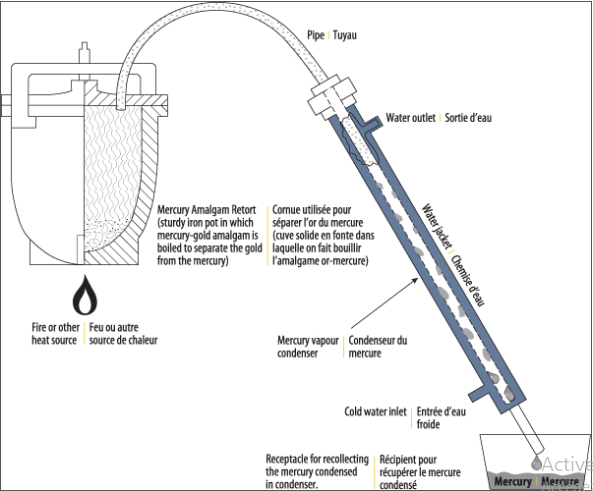 Pipe | Tuyau
Water outlet | Sortie d'eau
Mercury Amalgam Retort
(sturdy iron pot in which
mercury-gold amalgam is
boiled to separate the gold
from the mercury)
Cornue utilisée pour
séparer l'or du mercure
(cuve solide en fonte dans
laquelle on fait bouillir
l'amalgame or-mercure)
Water jacket | Chemise d'eau
Fire or other
heat source
Feu ou autre
source de chaleur
Mercury vapour
condenser
Condenseur du
mercure
Cold water inlet
Entrée d'eau
froide
Receptacle for recollecting
the mercury condensed
in condenser.
Récipient pour
récupérer le mercure
condensé
Mercury | Mercure
Active